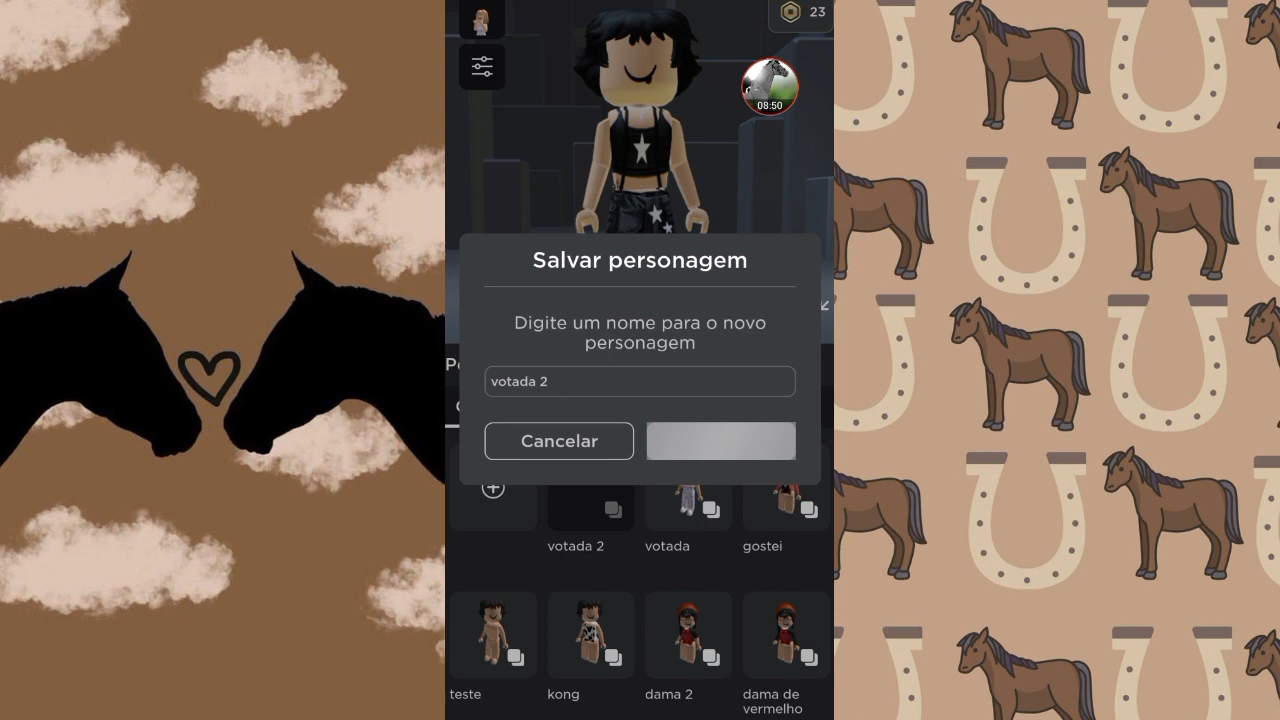 23
08:50
Salvar personagem
Digite um nome para o novo
personagem
votada 2
Cancelar
votada 2
votada
gostei
teste
kong
dama 2
dama de
vermelho